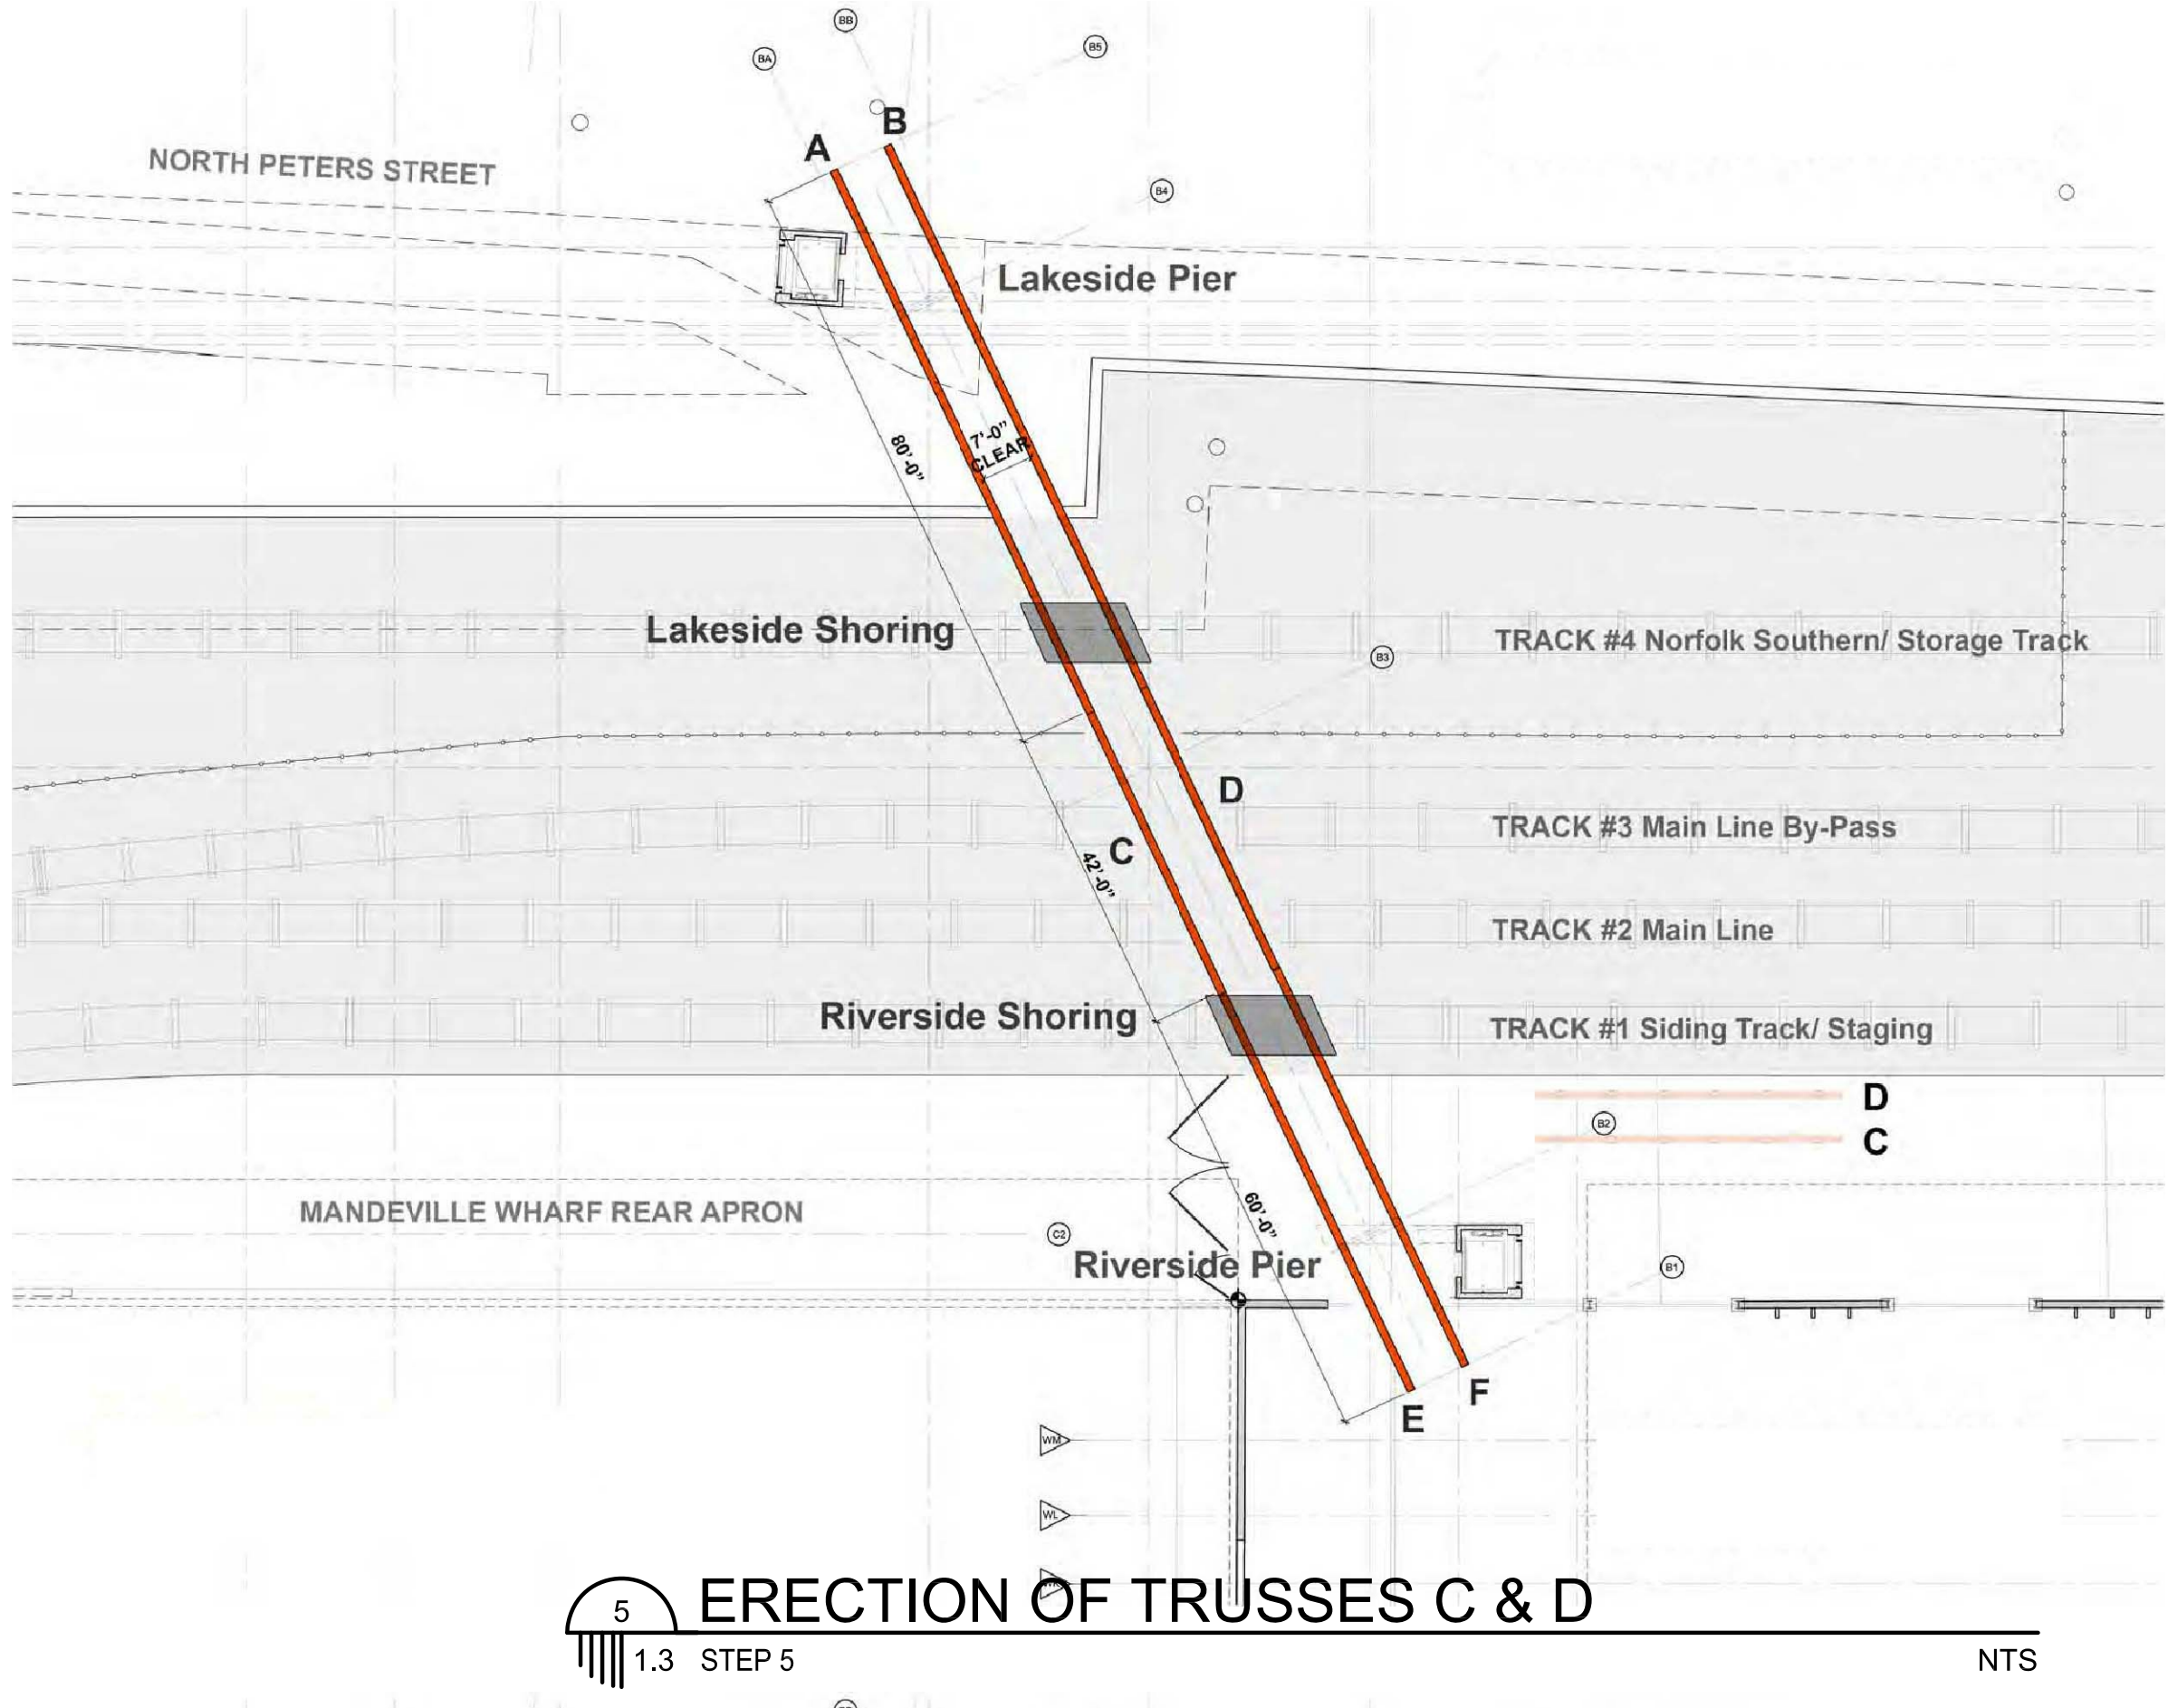 BB
BA
B5
B
A
NORTH PETERS STREET
B4
Lakeside Pier
7'-0"
CLEAR
80'-0"
Lakeside Shoring
TRACK #4 Norfolk Southern/ Storage Track
B3
D
TRACK #3 Main Line By-Pass
C
42'-0"
TRACK #2 Main Line
Riverside Shoring
TRACK #1 Siding Track/ Staging
D
B2
C
MANDEVILLE WHARF REAR APRON
60'-0"
C2
Riverside Pier
B1
F
E
WM
WL
5
ERECTION OF TRUSSES C & D
1.3 STEP 5
NTS